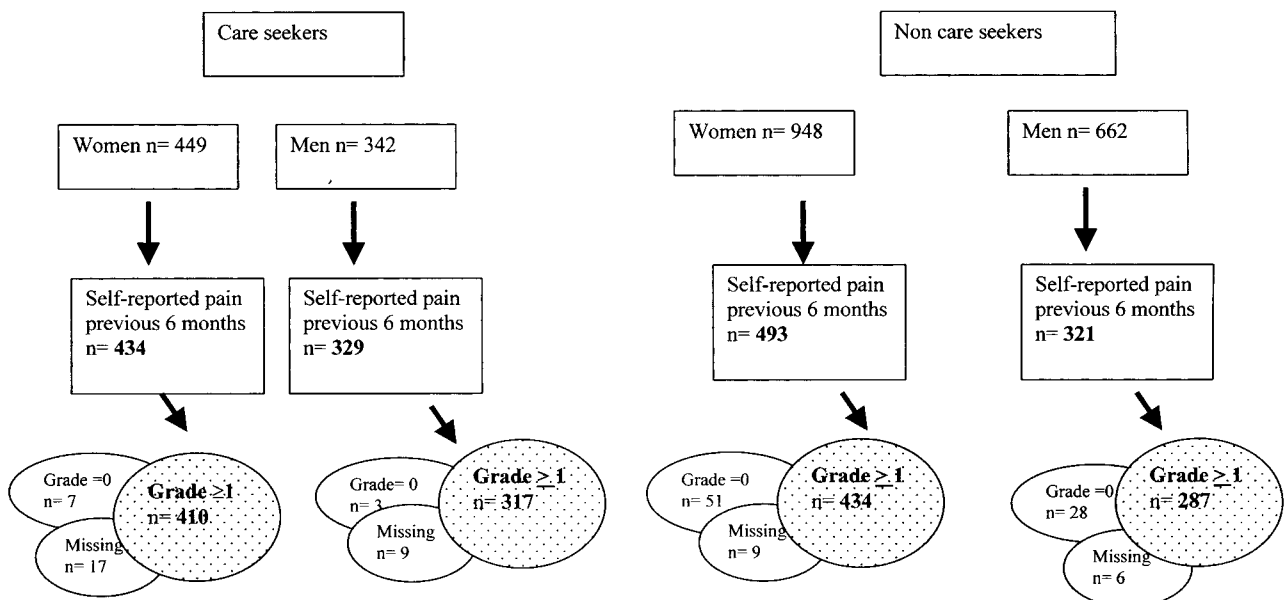 Care seekers
Non care seekers
Women n= 449
Men n= 342
Women n= 948
Men n= 662
Self-reported pain
previous 6 months
n= 434
Self-reported pain
previous 6 months
n= 329
Self-reported pain
previous 6 months
n= 493
Self-reported pain
previous 6 months
n= 321
Grade =0
n= 7
Grade ≥1
n= 410
Missing
n= 17
Grade= 0
n= 3
Grade ≥ 1
n= 317
Missing
n= 9
Grade =0
n= 51
Grade ≥ 1
n= 434
Missing
n= 9
Grade =0
n= 28
Grade ≥ 1
n= 287
Missing
n= 6